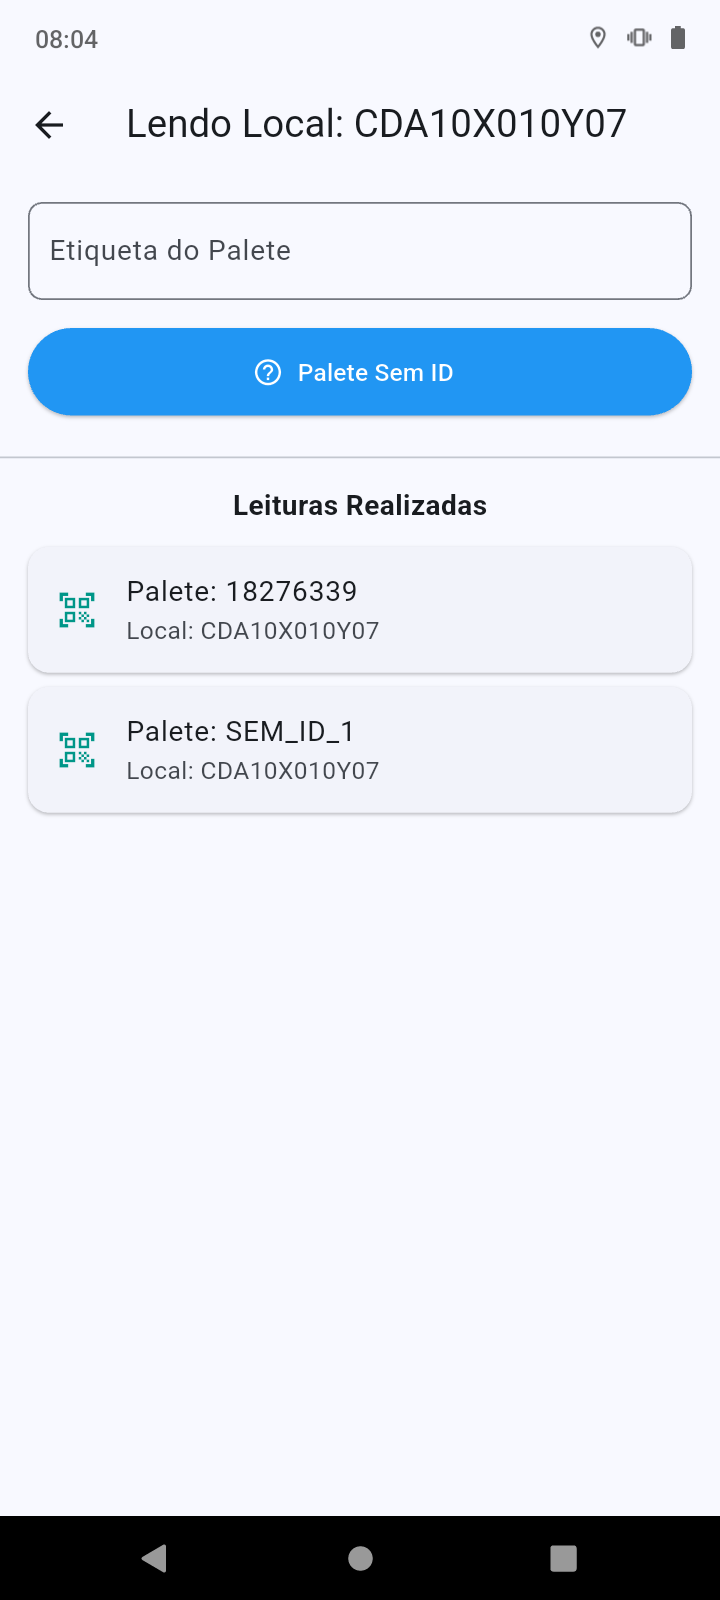 08:04
Lendo Local: CDA10X010Y07
Etiqueta do Palete
Palete Sem ID
Leituras Realizadas
Palete: 18276339
Local: CDA10X010Y07
Palete: SEM_ID_1
Local: CDA10X010Y07